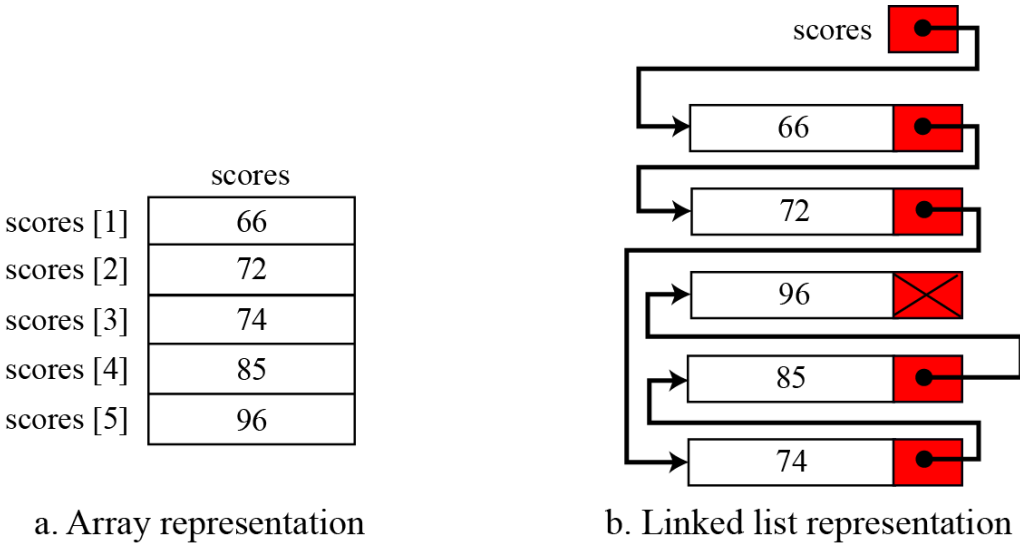 scores
scores [1] 66
scores [2] 72
scores [3] 74
scores [4] 85
scores [5] 96
a. Array representation
scores
66
72
96
85
74
b. Linked list representation